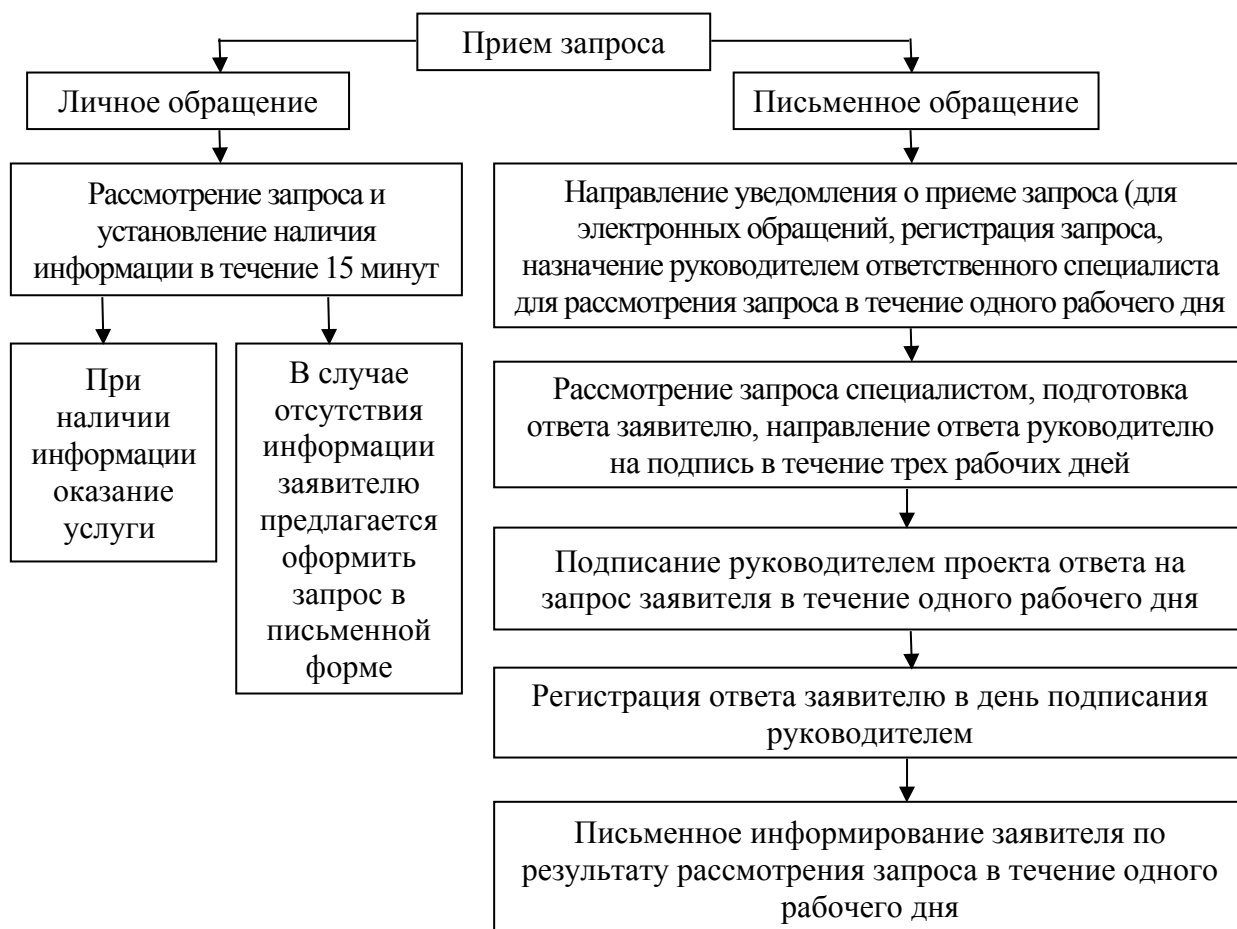 Прием запроса
Личное обращение
Письменное обращение
Рассмотрение запроса и
установление наличия
информации в течение 15 минут
При
наличии
информации
оказание
услуги
В случае
отсутствия
информации
заявителю
предлагается
оформить
запрос в
письменной
форме
Направление уведомления о приеме запроса (для
электронных обращений, регистрация запроса,
назначение руководителем ответственного специалиста
для рассмотрения запроса в течение одного рабочего дня
Рассмотрение запроса специалистом, подготовка
ответа заявителю, направление ответа руководителю
на подпись в течение трех рабочих дней
Подписание руководителем проекта ответа на
запрос заявителя в течение одного рабочего дня
Регистрация ответа заявителю в день подписания
руководителем
Письменное информирование заявителя по
результату рассмотрения запроса в течение одного
рабочего дня